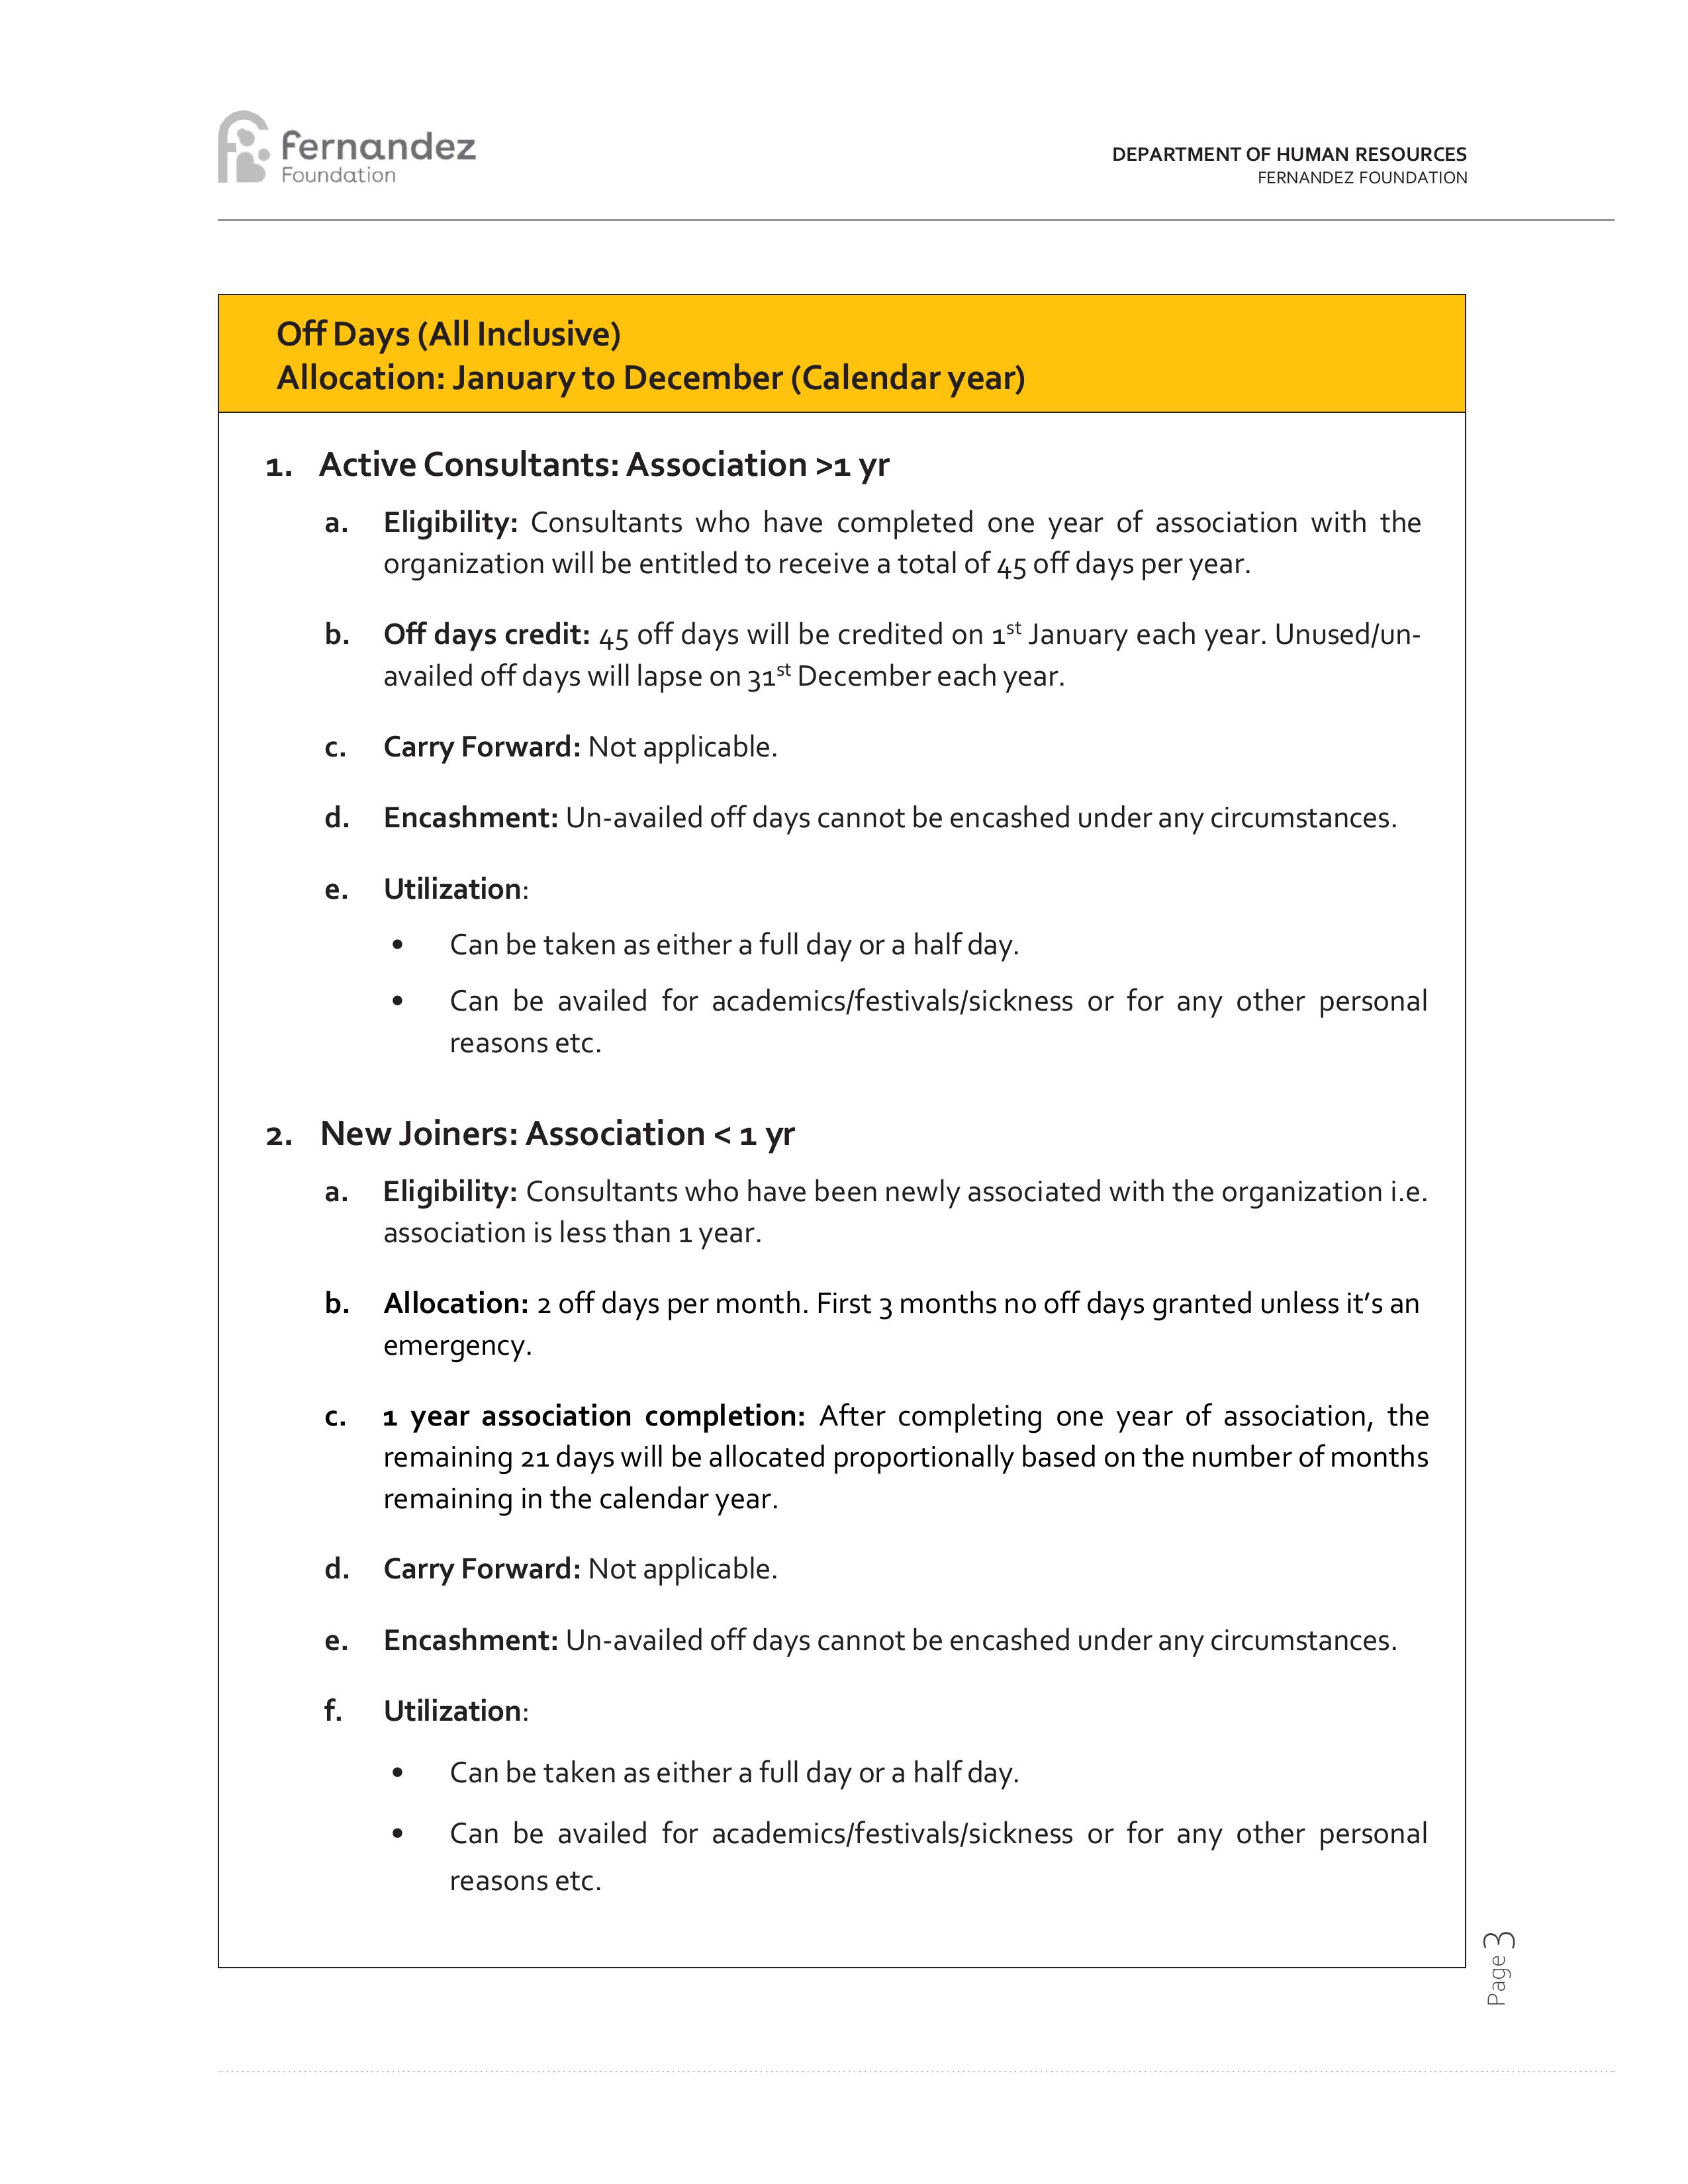 fernandez
Foundation
DEPARTMENT OF HUMAN RESOURCES
FERNANDEZ FOUNDATION
Off Days (All Inclusive)
Allocation: January to December (Calendar year)
1. Active Consultants: Association >1 yr
a. Eligibility: Consultants who have completed one year of association with the
organization will be entitled to receive a total of 45 off days per year.
b. Off days credit: 45 off days will be credited on 1st January each year. Unused/un-
availed off days will lapse on 31st December each year.
c. Carry Forward: Not applicable.
d. Encashment: Un-availed off days cannot be encashed under any circumstances.
e. Utilization:
• Can be taken as either a full day or a half day.
• Can be availed for academics/festivals/sickness or for any other personal
reasons etc.
2. New Joiners: Association < 1 yr
a. Eligibility: Consultants who have been newly associated with the organization i.e.
association is less than 1 year.
b. Allocation: 2 off days per month. First 3 months no off days granted unless it’s an
emergency.
c. 1 year association completion: After completing one year of association, the
remaining 21 days will be allocated proportionally based on the number of months
remaining in the calendar year.
d. Carry Forward: Not applicable.
e. Encashment: Un-availed off days cannot be encashed under any circumstances.
f. Utilization:
• Can be taken as either a full day or a half day.
• Can be availed for academics/festivals/sickness or for any other personal
reasons etc.
Page 3